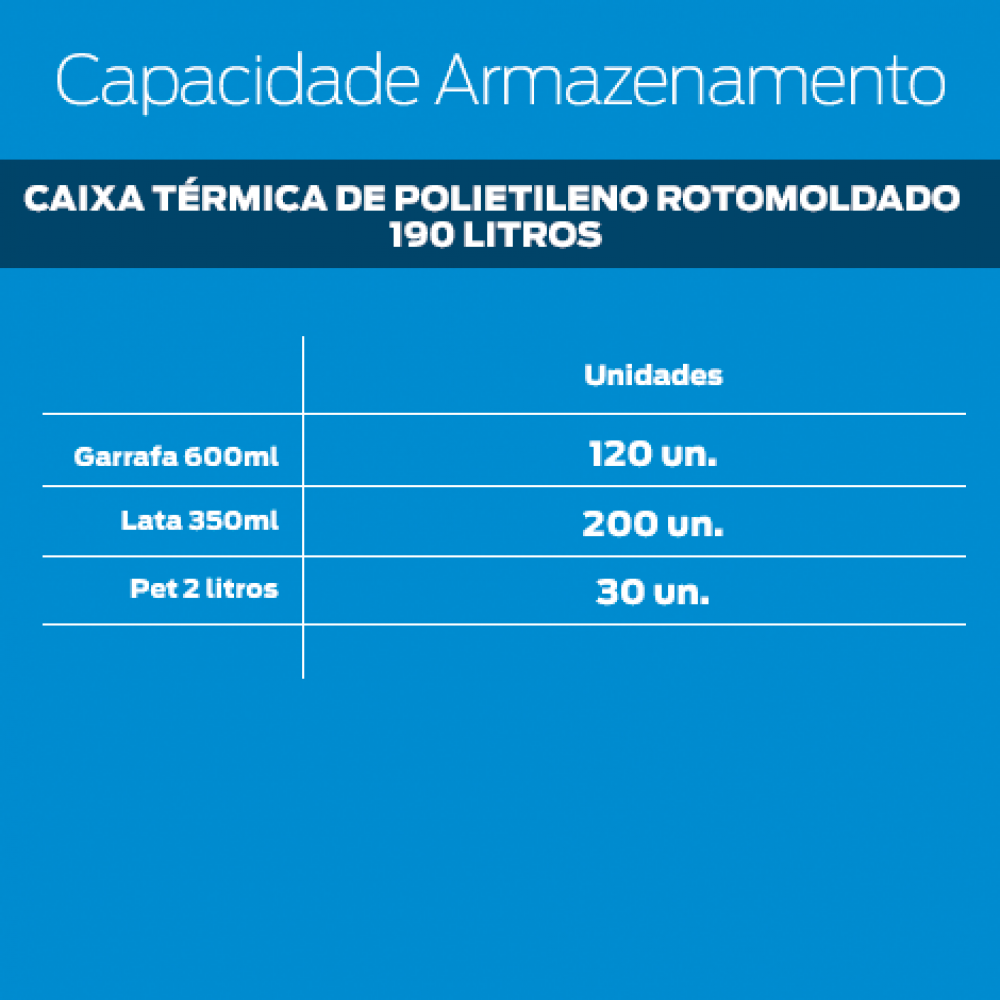 Capacidade Armazenamento
CAIXA TÉRMICA DE POLIETILENO ROTOMOLDADO
190 LITROS
Unidades
Garrafa 600ml 120 un.
Lata 350ml 200 un.
Pet 2 litros 30 un.